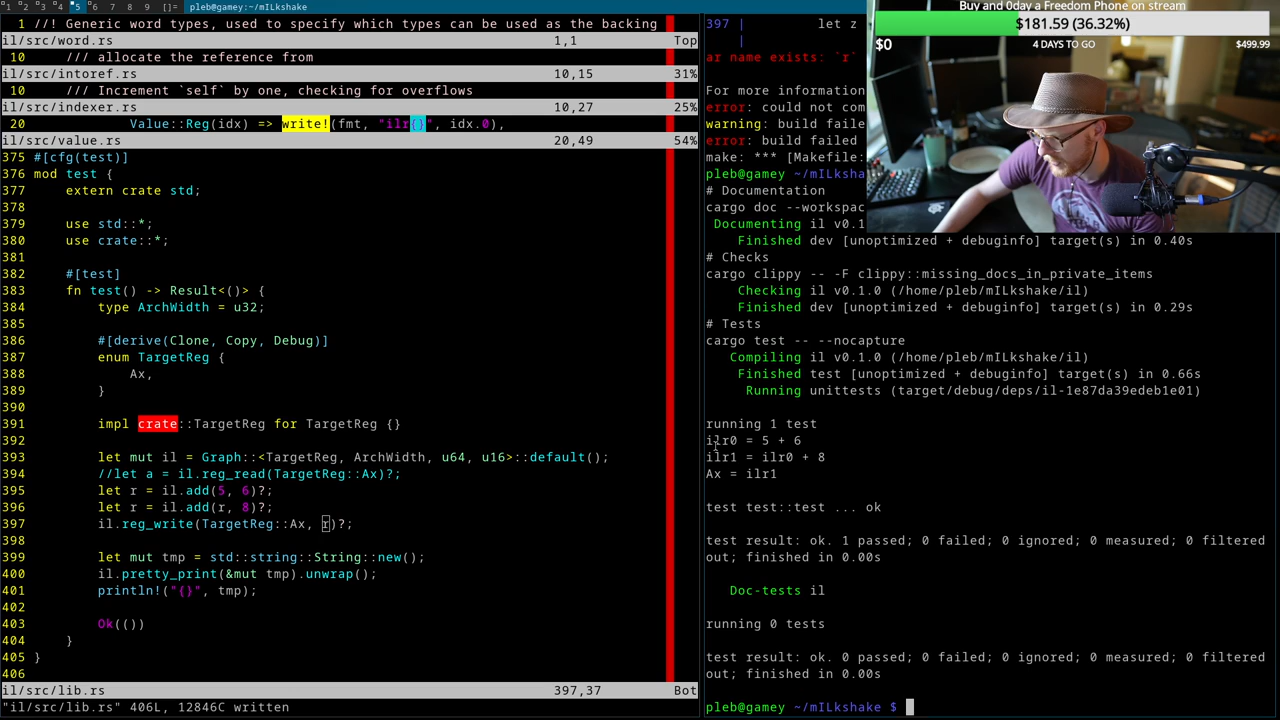 1 2 3 4 5 6 7 8 9 []= pleb@gamey:~/mILkshake
1 //! Generic word types, used to specify which types can be used as the backing
il/src/word.rs 1,1 Top
10 /// allocate the reference from
il/src/intoref.rs 10,15 31%
10 /// Increment `self` by one, checking for overflows
il/src/indexer.rs 10,27 25%
20 Value::Reg(idx) => write!(fmt, "ilr{}", idx.0),
il/src/value.rs 20,49 54%
375 #[cfg(test)]
376 mod test {
377 extern crate std;
378
379 use std::*;
380 use crate::*;
381
382 #[test]
383 fn test() -> Result<()> {
384 type ArchWidth = u32;
385
386 #[derive(Clone, Copy, Debug)]
387 enum TargetReg {
388 Ax,
389 }
390
391 impl crate::TargetReg for TargetReg {}
392
393 let mut il = Graph::<TargetReg, ArchWidth, u64, u16>::default();
394 //let a = il.reg_read(TargetReg::Ax)?;
395 let r = il.add(5, 6)?;
396 let r = il.add(r, 8)?;
397 il.reg_write(TargetReg::Ax, r)?;
398
399 let mut tmp = std::string::String::new();
400 il.pretty_print(&mut tmp).unwrap();
401 println!("{}", tmp);
402
403 Ok(())
404 }
405 }
406
il/src/lib.rs 397,37 Bot
"il/src/lib.rs" 406L, 12846C written
397 | let z
|
ar name exists: `r`
For more information
error: could not com
warning: build faile
error: build failed
make: *** [Makefile:
pleb@gamey ~/mILksha
# Documentation
cargo doc --workspac
Documenting il v0.1
Finished dev [unoptimized + debuginfo] target(s) in 0.40s
# Checks
cargo clippy -- -F clippy::missing_docs_in_private_items
Checking il v0.1.0 (/home/pleb/mILkshake/il)
Finished dev [unoptimized + debuginfo] target(s) in 0.29s
# Tests
cargo test -- --nocapture
Compiling il v0.1.0 (/home/pleb/mILkshake/il)
Finished test [unoptimized + debuginfo] target(s) in 0.66s
Running unittests (target/debug/deps/il-1e87da39edeb1e01)
running 1 test
ilr0 = 5 + 6
ilr1 = ilr0 + 8
Ax = ilr1
test test::test ... ok
test result: ok. 1 passed; 0 failed; 0 ignored; 0 measured; 0 filtered
out; finished in 0.00s
Doc-tests il
running 0 tests
test result: ok. 0 passed; 0 failed; 0 ignored; 0 measured; 0 filtered
out; finished in 0.00s
pleb@gamey ~/mILkshake $
Buy and 0day a Freedom Phone on stream
$181.59 (36.32%)
$0 4 DAYS TO GO $499.99